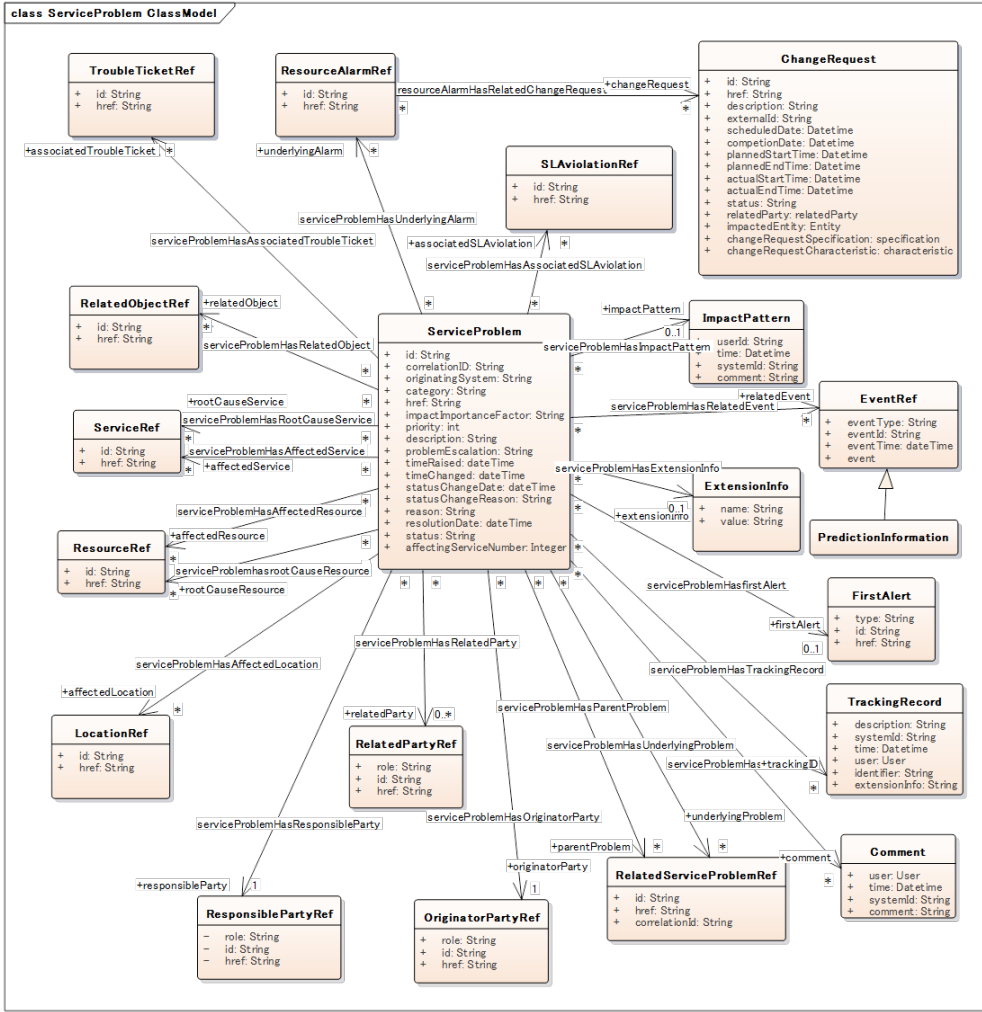 class ServiceProblem ClassModel
TroubleTicketRef
+ id: String
+ href: String
ResourceAlarmRef
+ id: String
+ href: String
resourceAlarmHasRelatedChangeRequest
+changeRequest
*
*
ChangeRequest
+ id: String
+ href: String
+ description: String
+ externalId: String
+ scheduledDate: Datetime
+ competionDate: Datetime
+ plannedStartTime: Datetime
+ plannedEndTime: Datetime
+ actualStartTime: Datetime
+ actualEndTime: Datetime
+ status: String
+ relatedParty: relatedParty
+ impactedEntity: Entity
+ changeRequestSpecification: specification
+ changeRequestCharacteristic: characteristic
+associatedTroubleTicket *
+underlyingAlarm *
SLAviolationRef
+ id: String
+ href: String
serviceProblemHasUnderlyingAlarm
serviceProblemHasAssociatedTroubleTicket
+associatedSLAviolation *
serviceProblemHasAssociatedSLAviolation
RelatedObjectRef
+ id: String
+ href: String
+relatedObject
*
serviceProblemHasRelatedObject
*
*
*
*
ServiceProblem
+ id: String
+ correlationID: String
+ originatingSystem: String
+ category: String
+ href: String
+ impactImportanceFactor: String
+ priority: int
+ description: String
+ problemEscalation: String
+ timeRaised: dateTime
+ timeChanged: dateTime
+ statusChangeDate: dateTime
+ statusChangeReason: String
+ reason: String
+ resolutionDate: dateTime
+ status: String
+ affectingServiceNumber: Integer
+impactPattern
0..1
serviceProblemHasImpactPattern
*
ImpactPattern
+ userId: String
+ time: Datetime
+ systemId: String
+ comment: String
+relatedEvent
serviceProblemHasRelatedEvent
*
*
EventRef
+ eventType: String
+ eventId: String
+ eventTime: dateTime
+ event
PredictionInformation
ServiceRef
+ id: String
+ href: String
+rootCauseService
serviceProblemHasRootCauseService
*
*
serviceProblemHasAffectedService
*
*
+affectedService
serviceProblemHasExtensionInfo
*
0..1
+extensionInfo
ExtensionInfo
+ name: String
+ value: String
serviceProblemHasAffectedResource
*
+affectedResource
*
ResourceRef
+ id: String
+ href: String
serviceProblemhasrootCauseResource
*
*
+rootCauseResource
serviceProblemHasfirstAlert
*
+firstAlert
0..1
FirstAlert
+ type: String
+ id: String
+ href: String
serviceProblemHasAffectedLocation
*
+affectedLocation
*
LocationRef
+ id: String
+ href: String
* * * * * *
serviceProblemHasRelatedParty
+relatedParty 0..*
RelatedPartyRef
+ role: String
+ id: String
+ href: String
serviceProblemHasTrackingRecord
*
+trackingID
*
TrackingRecord
+ description: String
+ systemId: String
+ time: Datetime
+ user: User
+ identifier: String
+ extensionInfo: String
serviceProblemHasParentProblem
serviceProblemHasUnderlyingProblem
serviceProblemHas
*
serviceProblemHasResponsibleParty
+responsibleParty 1
ResponsiblePartyRef
- role: String
- id: String
- href: String
serviceProblemHasOriginatorParty
+originatorParty
1
OriginatorPartyRef
+ role: String
+ id: String
+ href: String
+parentProblem *
+underlyingProblem
*
RelatedServiceProblemRef
+ id: String
+ href: String
+ correlationId: String
+comment
*
Comment
+ user: User
+ time: Datetime
+ systemId: String
+ comment: String